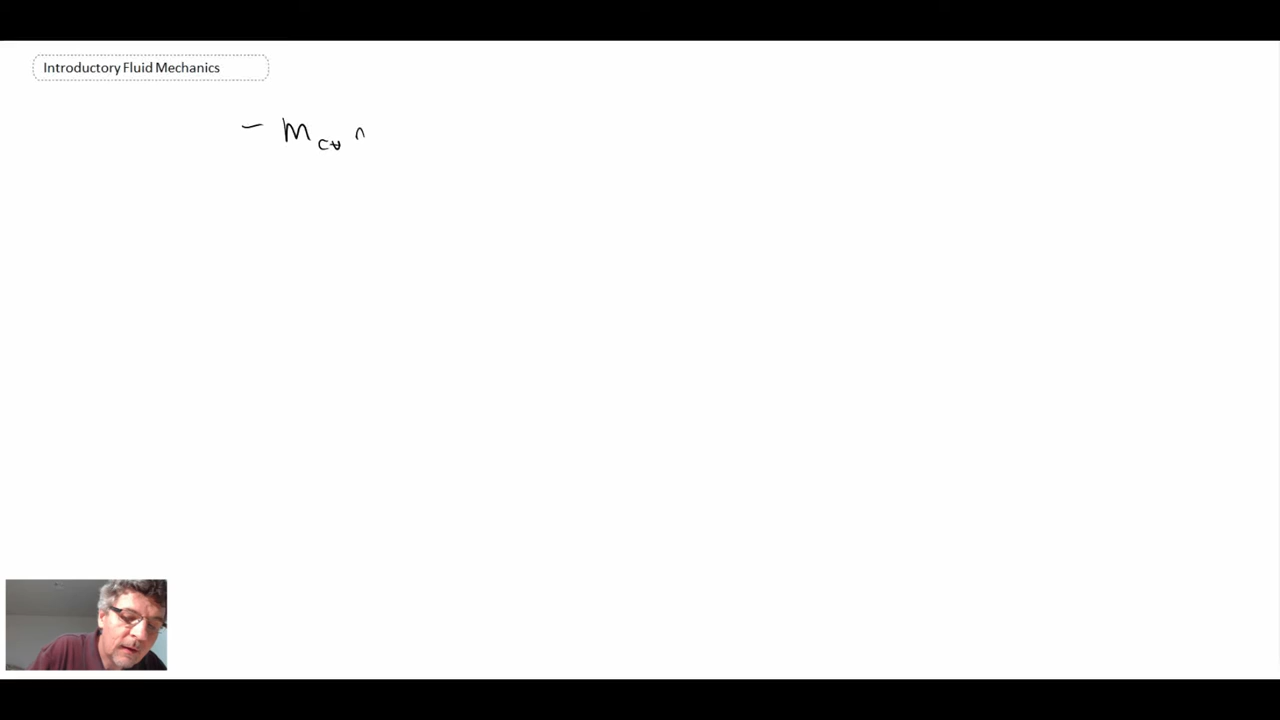 Introductory Fluid Mechanics
- m c∀